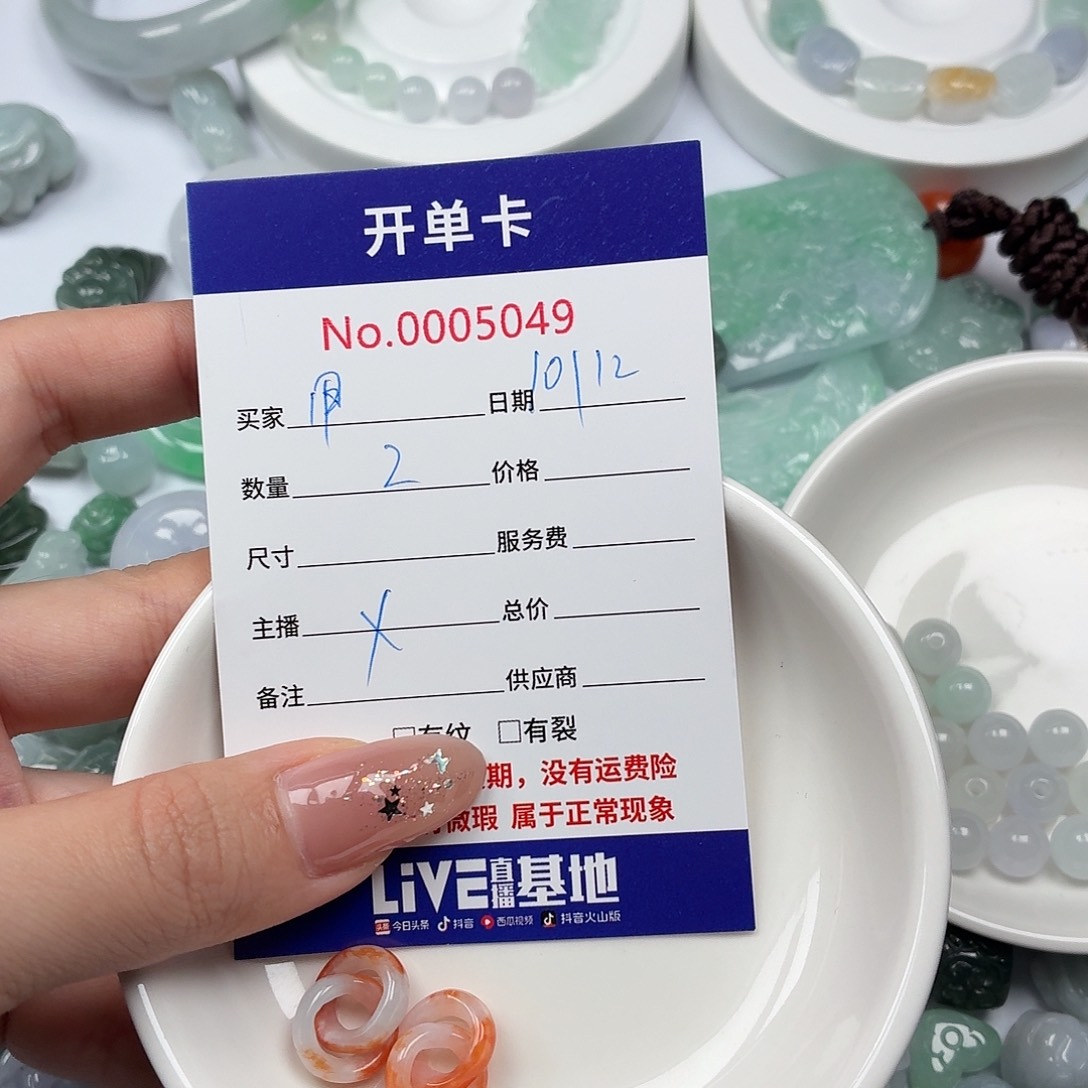 开单卡
No.0005049
买家 日期 10/12
数量 2 价格
尺寸 服务费
主播 X 总价
备注 供应商
□有纹 □有裂
期，没有运费险
微瑕 属于正常现象
LiVE直播基地
头条 今日头条 抖音 西瓜视频 抖音火山版